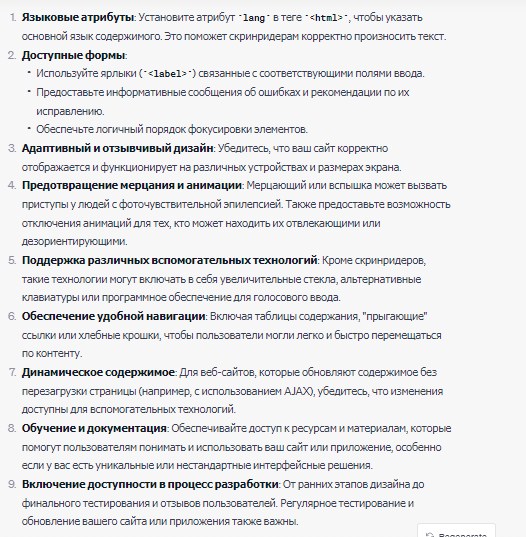 1. Языковые атрибуты: Установите атрибут `lang` в теге `<html>`, чтобы указать
основной язык содержимого. Это поможет скринридерам корректно произносить текст.
2. Доступные формы:
• Используйте ярлыки (`<label>`) связанные с соответствующими полями ввода.
• Предоставьте информативные сообщения об ошибках и рекомендации по их
исправлению.
• Обеспечьте логичный порядок фокусировки элементов.
3. Адаптивный и отзывчивый дизайн: Убедитесь, что ваш сайт корректно
отображается и функционирует на различных устройствах и размерах экрана.
4. Предотвращение мерцания и анимации: Мерцающий или вспышка может вызвать
приступы у людей с фоточувствительной эпилепсией. Также предоставьте возможность
отключения анимаций для тех, кто может находить их отвлекающими или
дезориентирующими.
5. Поддержка различных вспомогательных технологий: Кроме скринридеров,
такие технологии могут включать в себя увеличительные стекла, альтернативные
клавиатуры или программное обеспечение для голосового ввода.
6. Обеспечение удобной навигации: Включая таблицы содержания, "прыгающие"
ссылки или хлебные крошки, чтобы пользователи могли легко и быстро перемещаться
по контенту.
7. Динамическое содержимое: Для веб-сайтов, которые обновляют содержимое без
перезагрузки страницы (например, с использованием AJAX), убедитесь, что изменения
доступны для вспомогательных технологий.
8. Обучение и документация: Обеспечивайте доступ к ресурсам и материалам, которые
помогут пользователям понимать и использовать ваш сайт или приложение, особенно
если у вас есть уникальные или нестандартные интерфейсные решения.
9. Включение доступности в процесс разработки: От ранних этапов дизайна до
финального тестирования и отзывов пользователей. Регулярное тестирование и
обновление вашего сайта или приложения также важны.
Regenerate